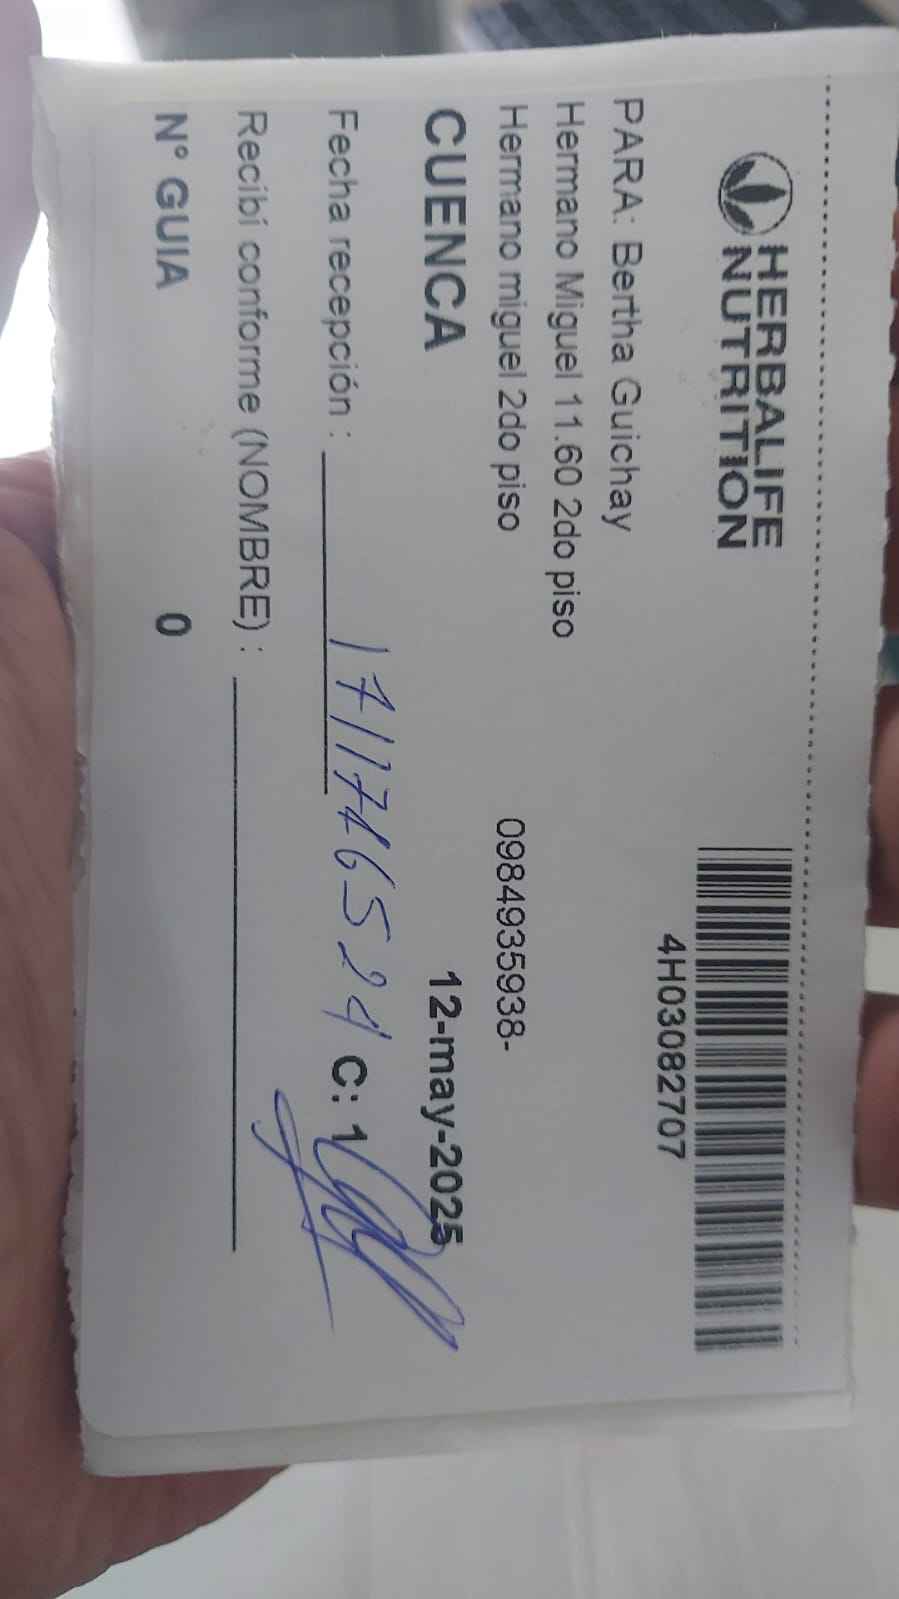 HERBALIFE
NUTRITION
4H03082707
PARA: Bertha Guichay
Hermano Miguel 11.60 2do piso
Hermano miguel 2do piso 0984935938-
CUENCA 12-may-2025
Fecha recepción : 1711716524 C: 1
Recibí conforme (NOMBRE) :
N° GUIA 0